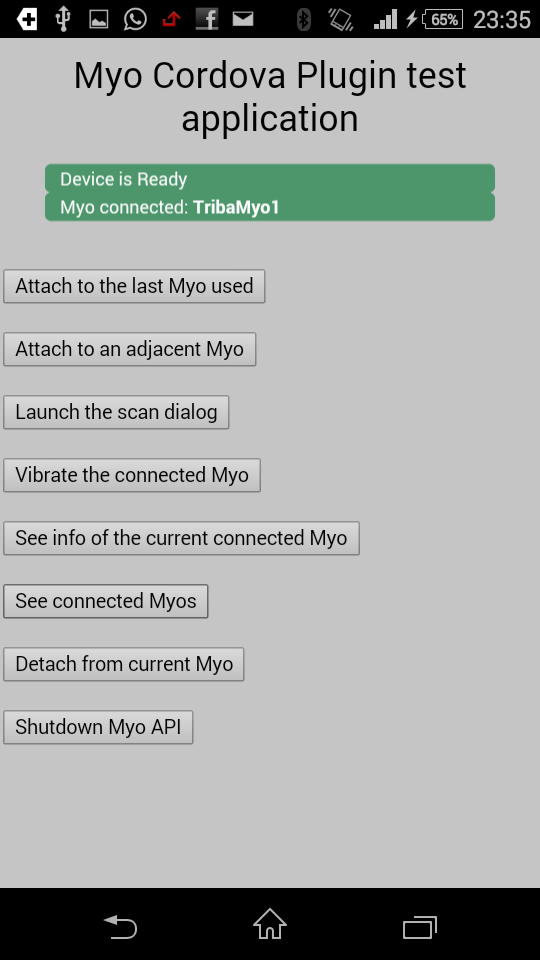 65% 23:35
Myo Cordova Plugin test
application
Device is Ready
Myo connected: TribaMyo1
Attach to the last Myo used
Attach to an adjacent Myo
Launch the scan dialog
Vibrate the connected Myo
See info of the current connected Myo
See connected Myos
Detach from current Myo
Shutdown Myo API